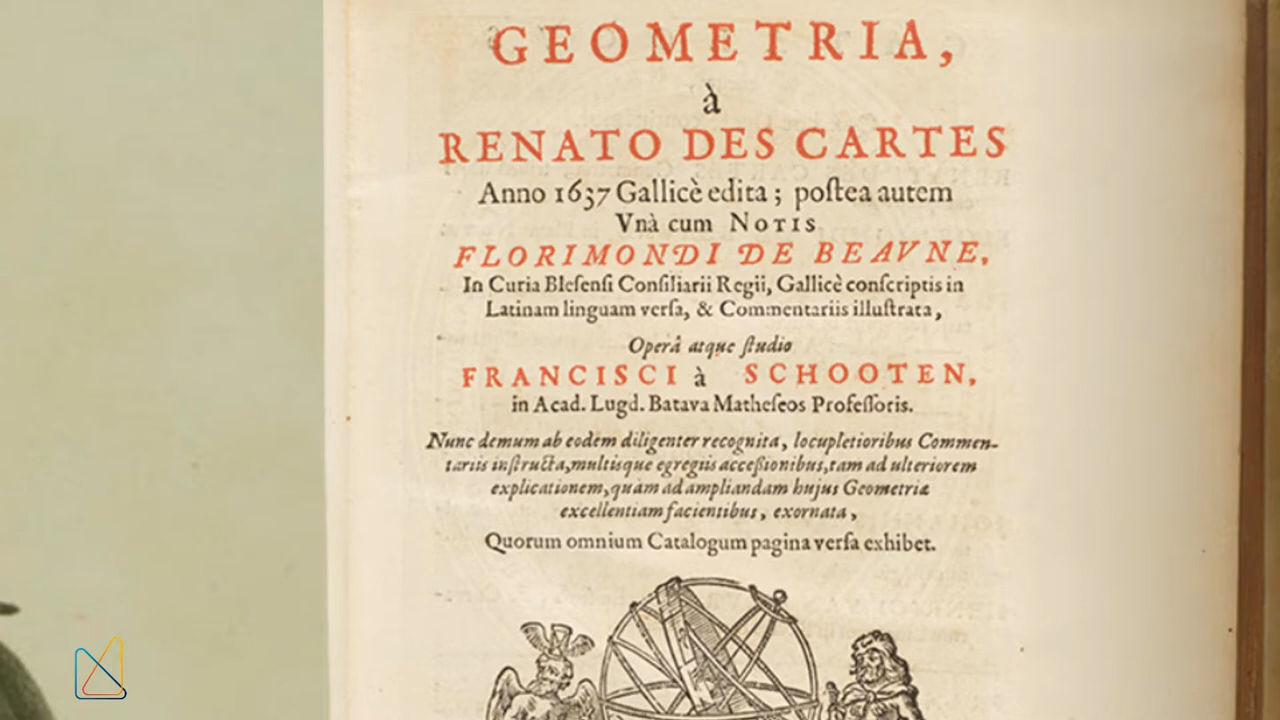 GEOMETRIA,
à
RENATO DES CARTES
Anno 1637 Gallicè edita ; poſtea autem
Vnà cum NOTIS
FLORIMONDI DE BEAVNE,
In Curia Bleſenſi Conſiliarii Regii, Gallicè conſcriptis in
Latinam linguam verſa, & Commentariis illuſtrata,
Operâ atque ſtudio
FRANCISCI à SCHOOTEN,
in Acad. Lugd. Batava Matheſeos Profeſſoris.
Nunc demum ab eodem diligenter recognita, locupletioribus Commen-
tariis inſtructa, multisque egregiis acceßionibus, tam ad ulteriorem
explicationem, quàm ad ampliandam hujus Geometriæ
excellentiam facientibus, exornata,
Quorum omnium Catalogum pagina verſa exhibet.